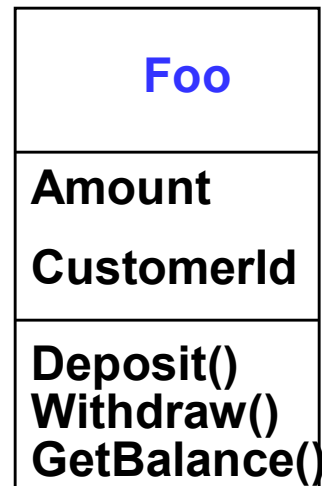 Foo
Amount
CustomerId
Deposit()
Withdraw()
GetBalance()